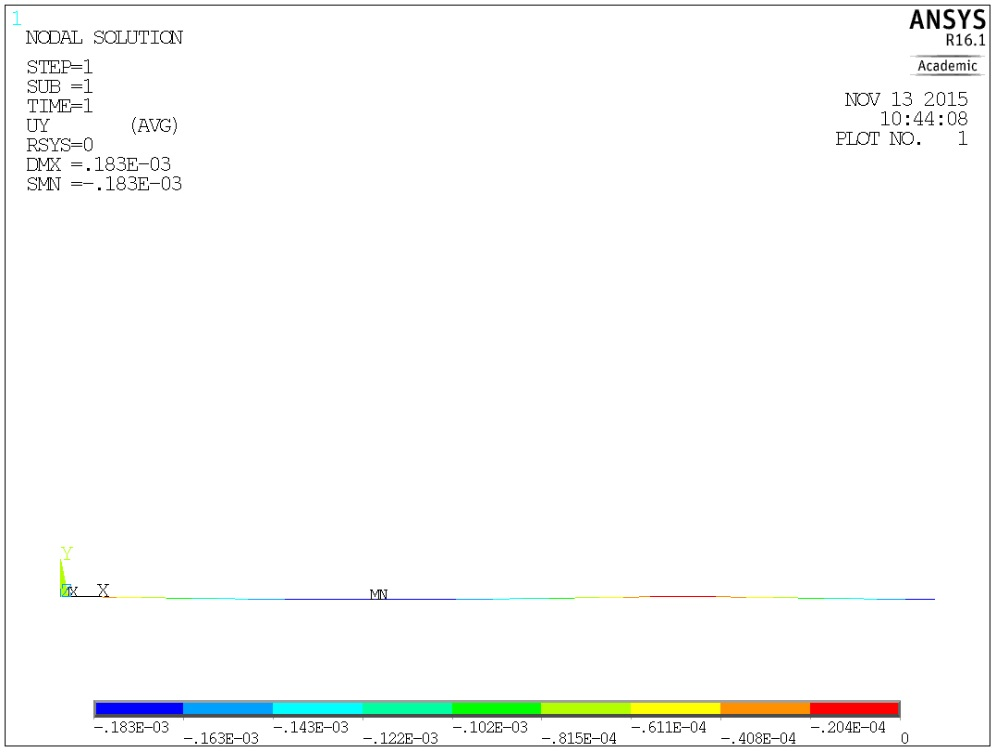 1
NODAL SOLUTION
STEP=1
SUB =1
TIME=1
UY (AVG)
RSYS=0
DMX =.183E-03
SMN =-.183E-03
ANSYS
R16.1
Academic
NOV 13 2015
10:44:08
PLOT NO. 1
Y
X
MN
-.183E-03
-.163E-03
-.143E-03
-.122E-03
-.102E-03
-.815E-04
-.611E-04
-.408E-04
-.204E-04
0